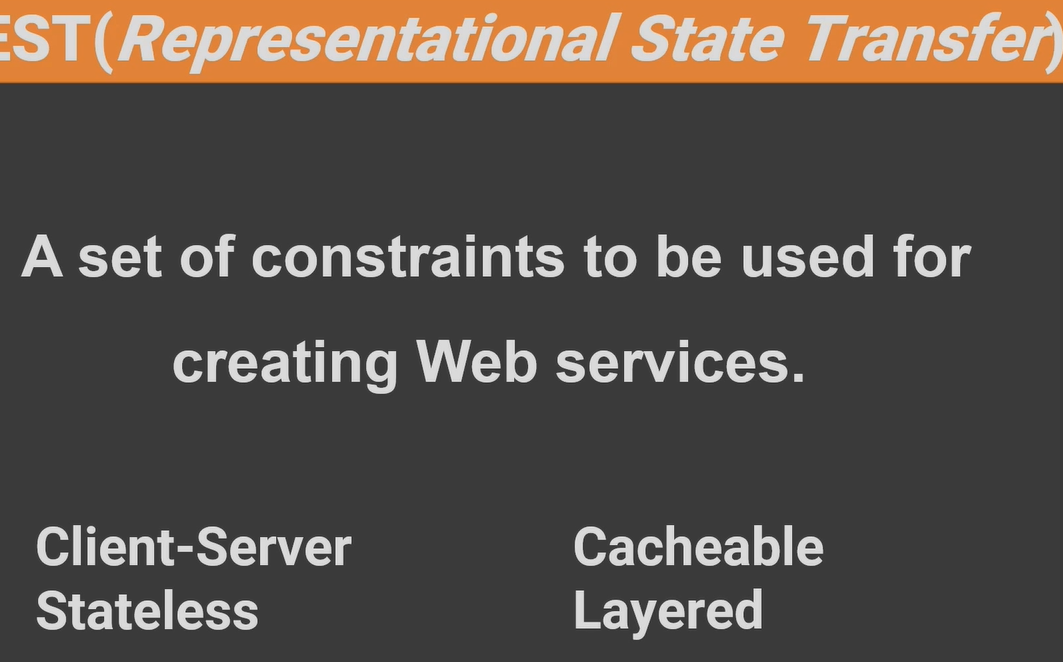 EST(Representational State Transfer)
A set of constraints to be used for
creating Web services.
Client-Server
Stateless
Cacheable
Layered